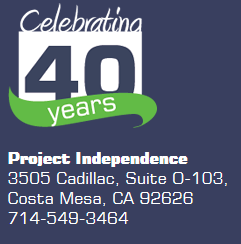 Celebrating
40
years
Project Independence
3505 Cadillac, Suite O-103,
Costa Mesa, CA 92626
714-549-3464